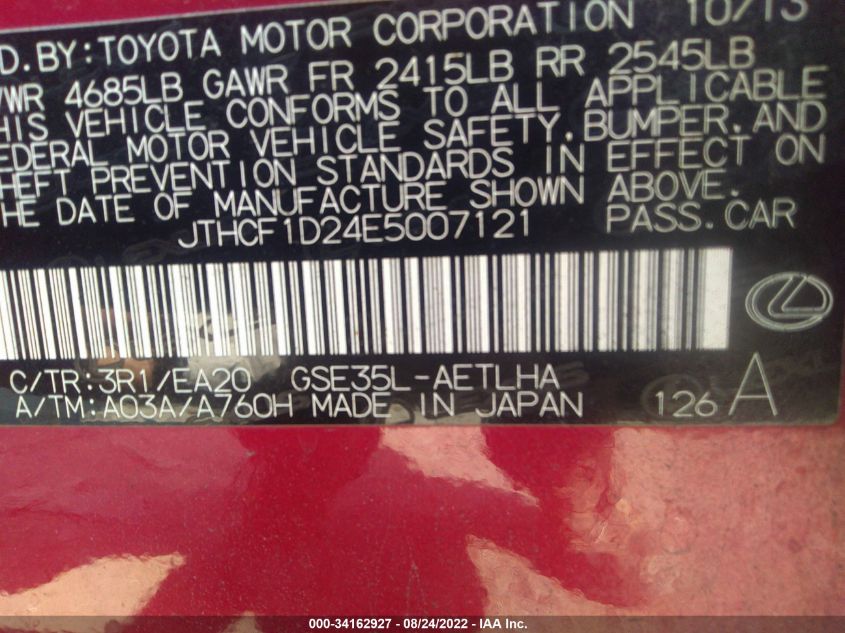 D. BY: TOYOTA MOTOR CORPORATION 10/13
VWR 4685LB GAWR FR 2415LB RR 2545LB
HIS VEHICLE CONFORMS TO ALL APPLICABLE
EDERAL MOTOR VEHICLE SAFETY, BUMPER, AND
HEFT PREVENTION STANDARDS IN EFFECT ON
HE DATE OF MANUFACTURE SHOWN ABOVE.
JTHCF1D24E5007121 PASS. CAR
C/TR: 3R1/EA20 GSE35L-AETLHA
A/TM: A03A/A760H MADE IN JAPAN 126 A
000-34162927 - 08/24/2022 - IAA Inc.